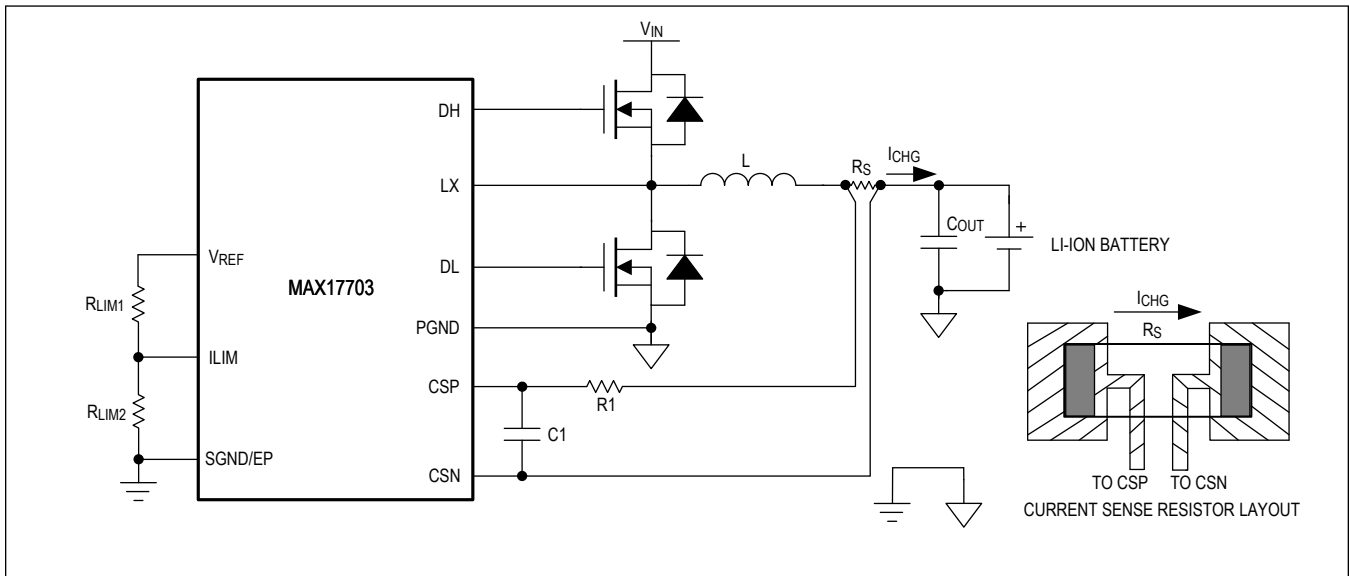 VIN
DH
LX
DL
PGND
CSP
CSN
VREF
ILIM
SGND/EP
MAX17703
RLIM1
RLIM2
L
RS
ICHG
COUT
+
LI-ION BATTERY
R1
C1
ICHG
RS
TO CSP TO CSN
CURRENT SENSE RESISTOR LAYOUT